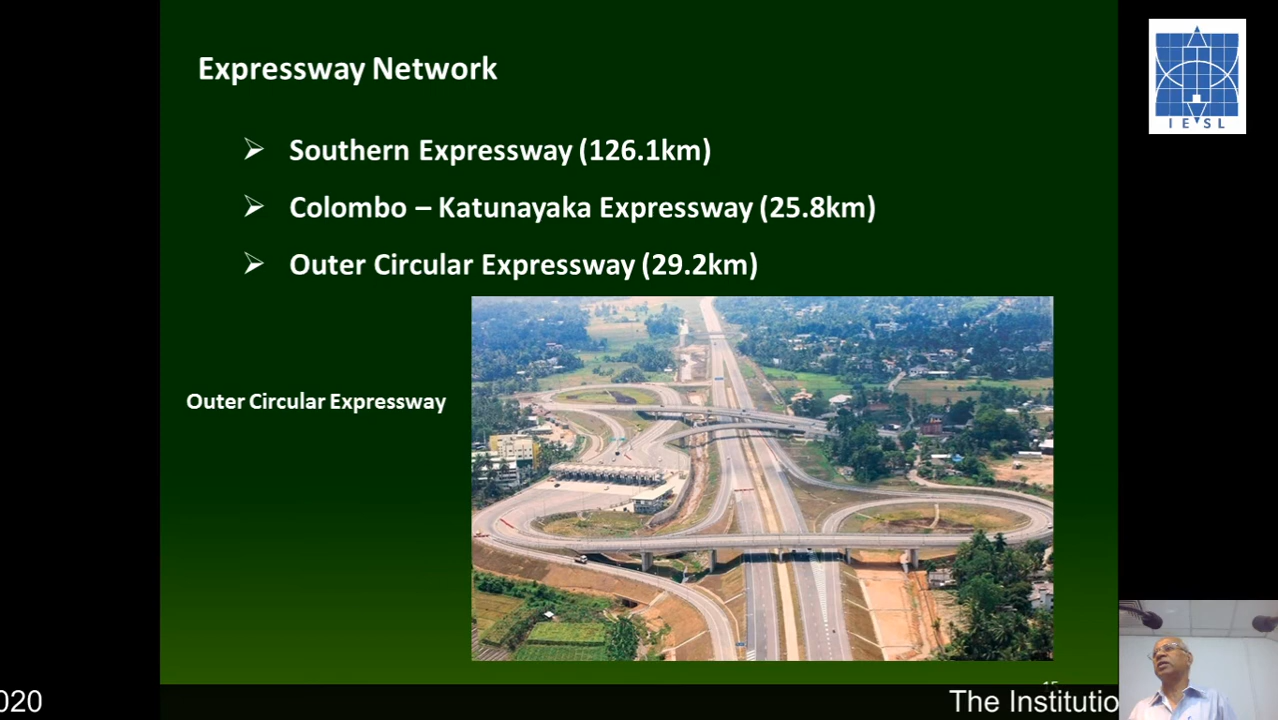 Expressway Network
IESL
➢ Southern Expressway (126.1km)
➢ Colombo – Katunayaka Expressway (25.8km)
➢ Outer Circular Expressway (29.2km)
Outer Circular Expressway
020
The Institutio